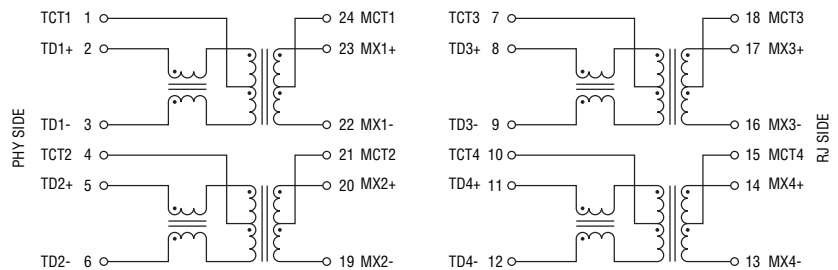 TCT1 1
24 MCT1
TD1+ 2
23 MX1+
TD1- 3
22 MX1-
TCT2 4
21 MCT2
TD2+ 5
20 MX2+
TD2- 6
19 MX2-
PHY SIDE
TCT3 7
18 MCT3
TD3+ 8
17 MX3+
TD3- 9
16 MX3-
TCT4 10
15 MCT4
TD4+ 11
14 MX4+
TD4- 12
13 MX4-
RJ SIDE